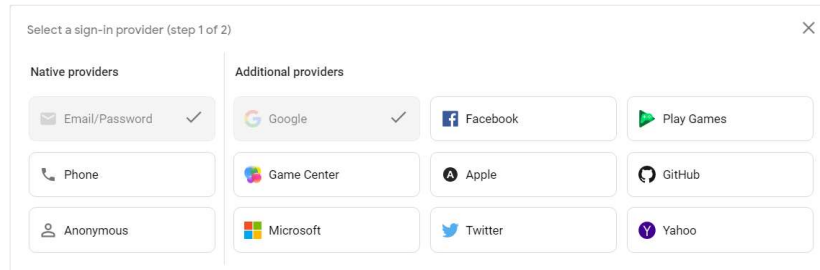 Select a sign-in provider (step 1 of 2)
Native providers
Additional providers
Email/Password
Google
Facebook
Play Games
Phone
Game Center
Apple
GitHub
Anonymous
Microsoft
Twitter
Yahoo